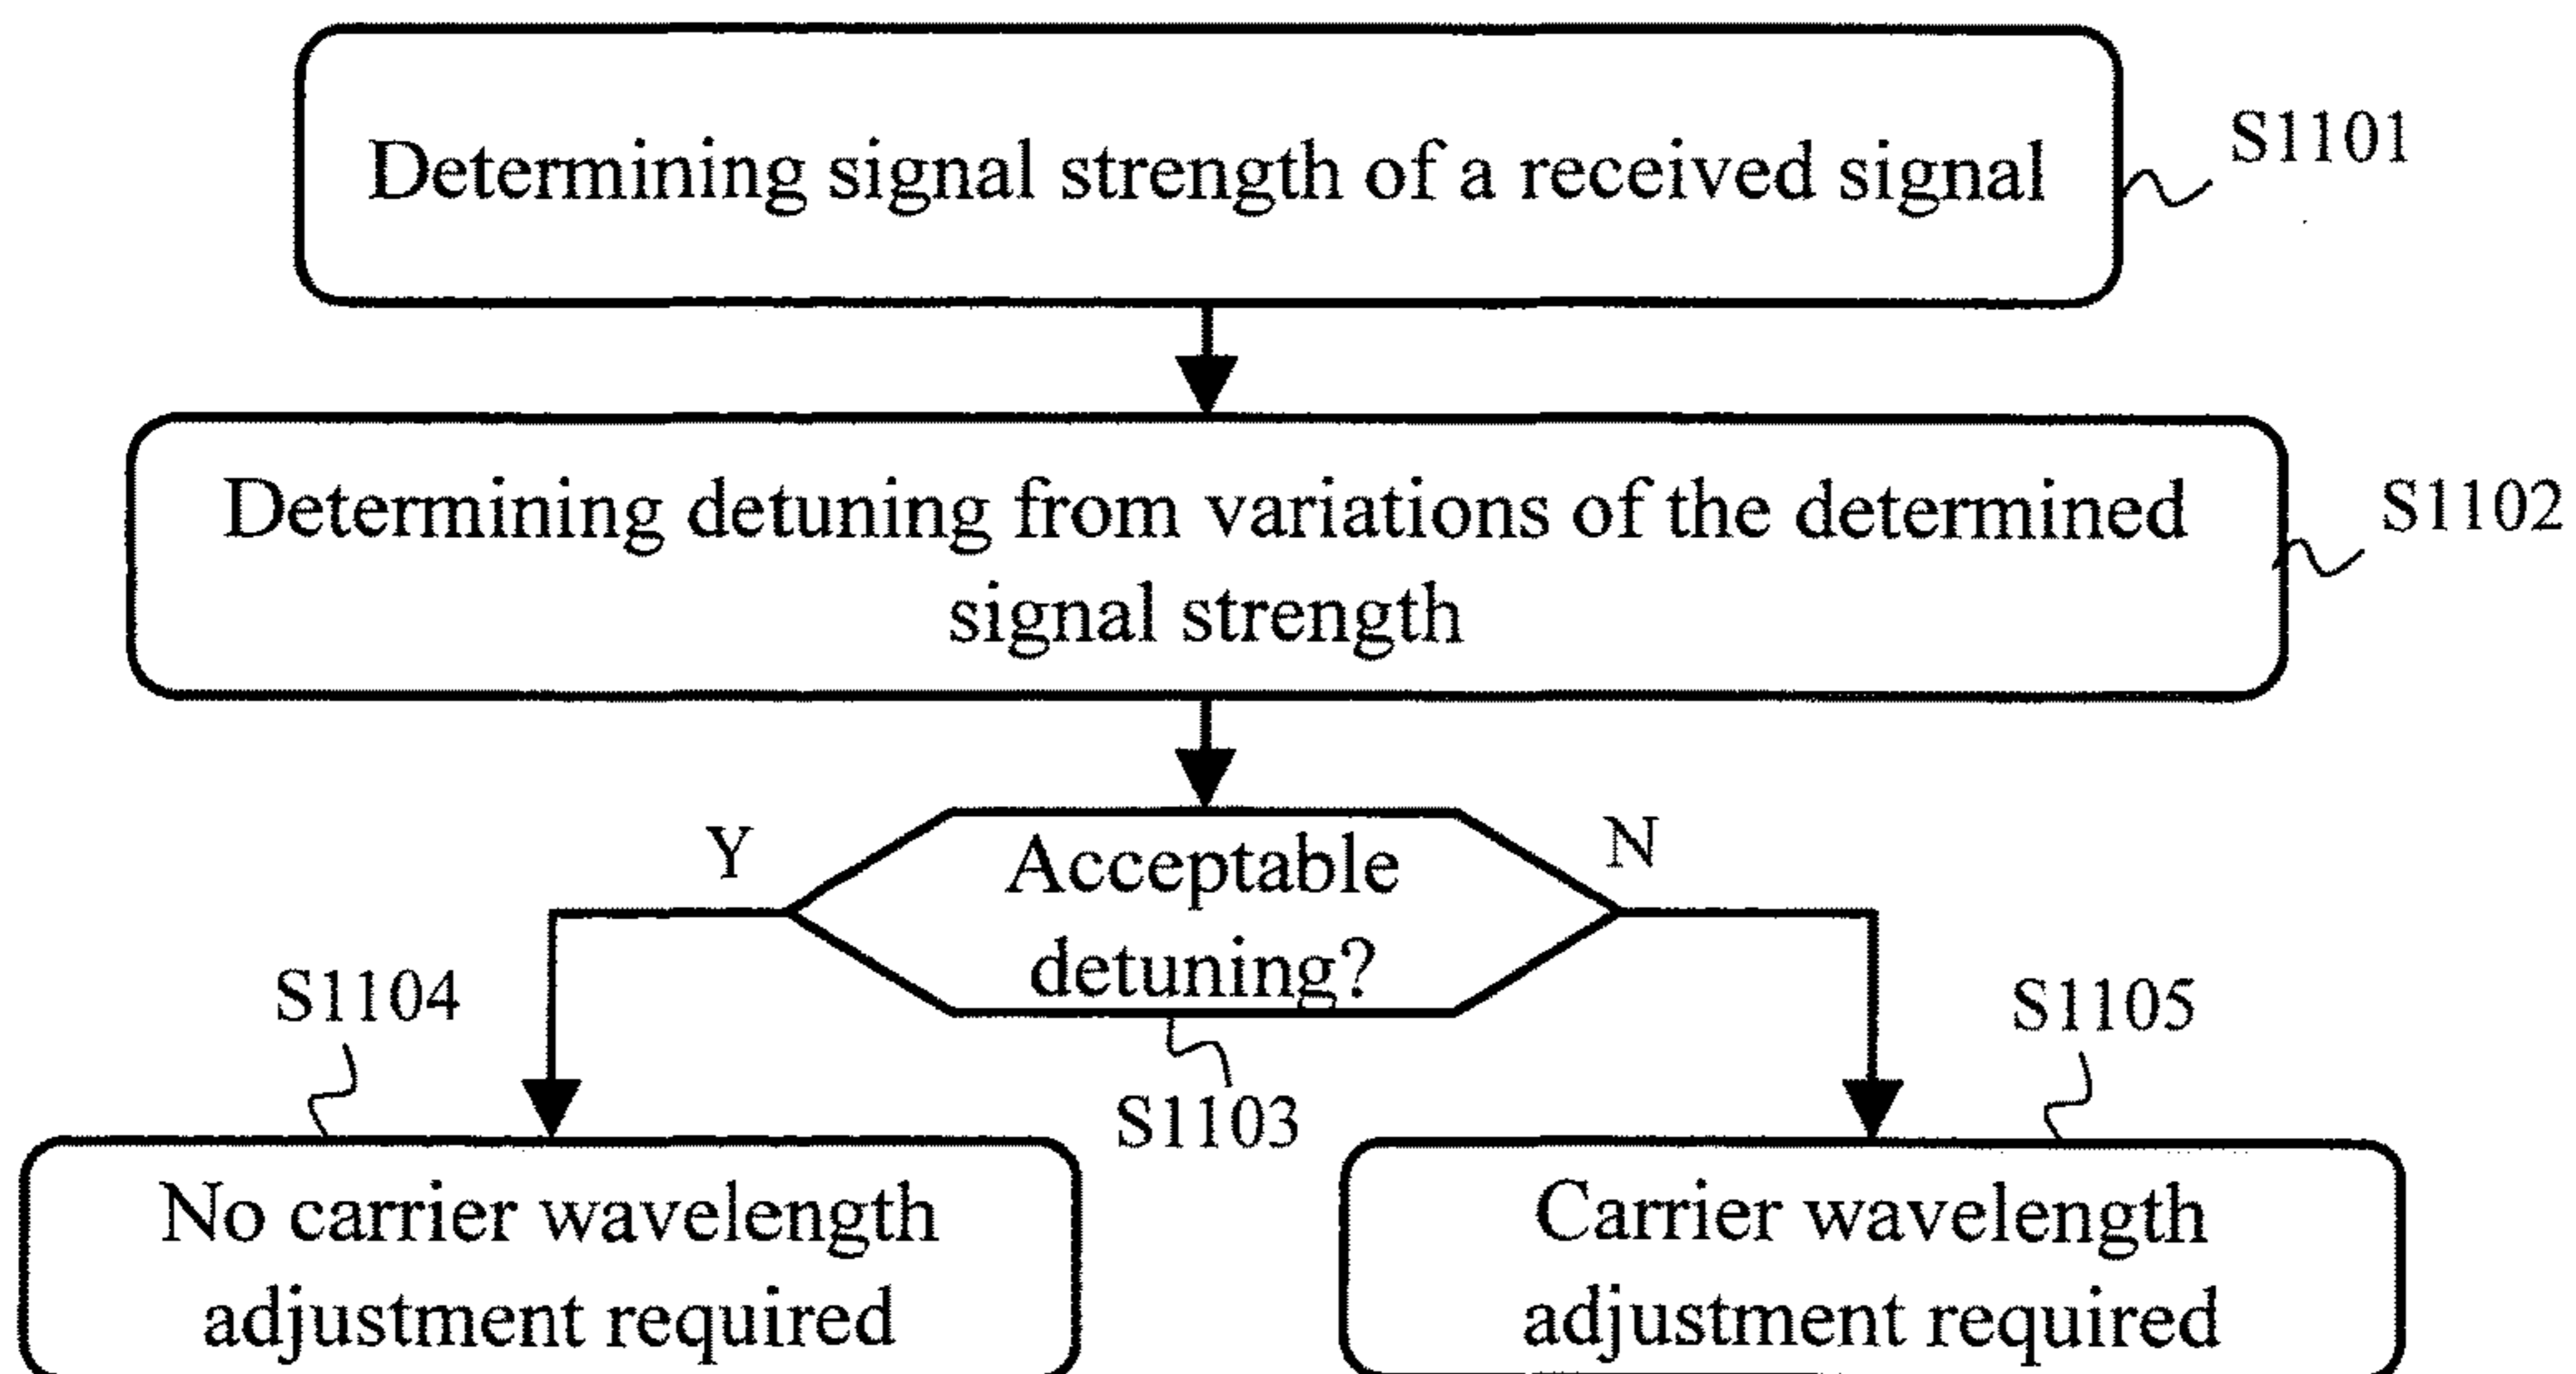 Determining signal strength of a received signal
S1101
Determining detuning from variations of the determined
signal strength
S1102
Y
Acceptable
detuning?
N
S1103
S1104
No carrier wavelength
adjustment required
S1105
Carrier wavelength
adjustment required